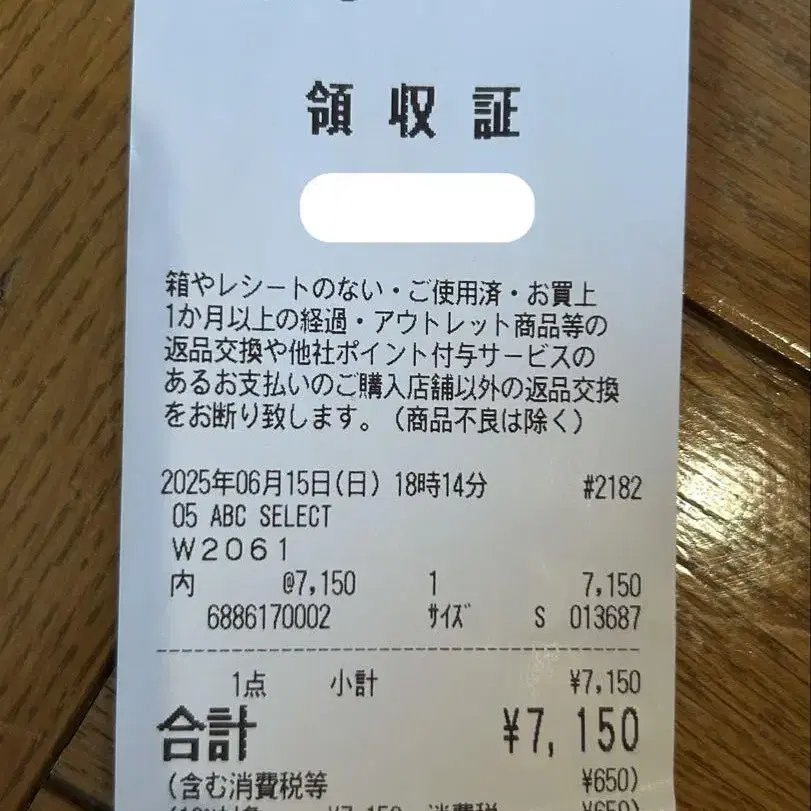 領収証
箱やレシートのない・ご使用済・お買上
1か月以上の経過・アウトレット商品等の
返品交換や他社ポイント付与サービスの
あるお支払いのご購入店舗以外の返品交換
をお断り致します。(商品不良は除く)
2025年06月15日(日) 18時14分 #2182
05 ABC SELECT
W2061
内 @7,150 1 7,150
6886170002 ｻｲｽﾞ S 013687
1点 小計 ¥7,150
合計 ¥7,150
(含む消費税等 ¥650)
¥7,150 消費税 ¥650)